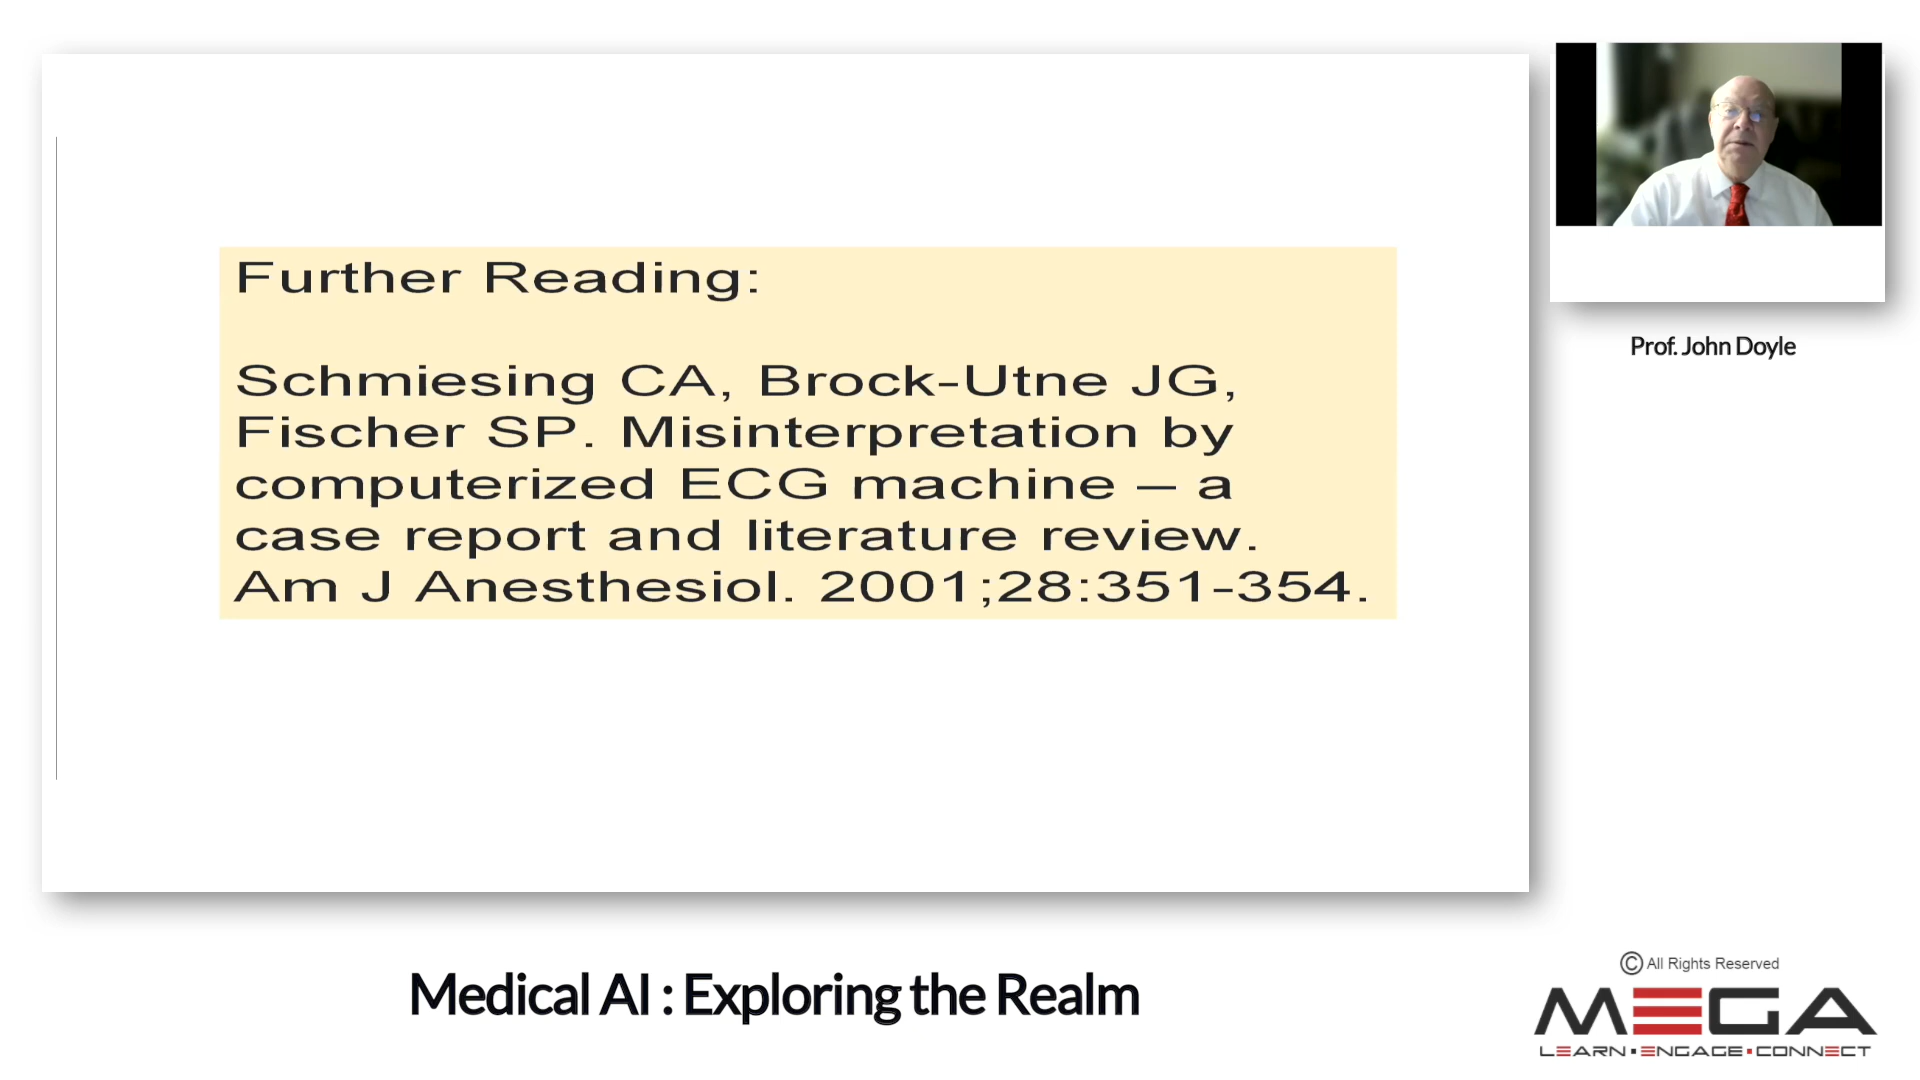 Further Reading:
Schmiesing CA, Brock-Utne JG,
Fischer SP. Misinterpretation by
computerized ECG machine – a
case report and literature review.
Am J Anesthesiol. 2001;28:351-354.
Prof. John Doyle
Medical AI : Exploring the Realm
© All Rights Reserved
MEGA
LEARN • ENGAGE • CONNECT